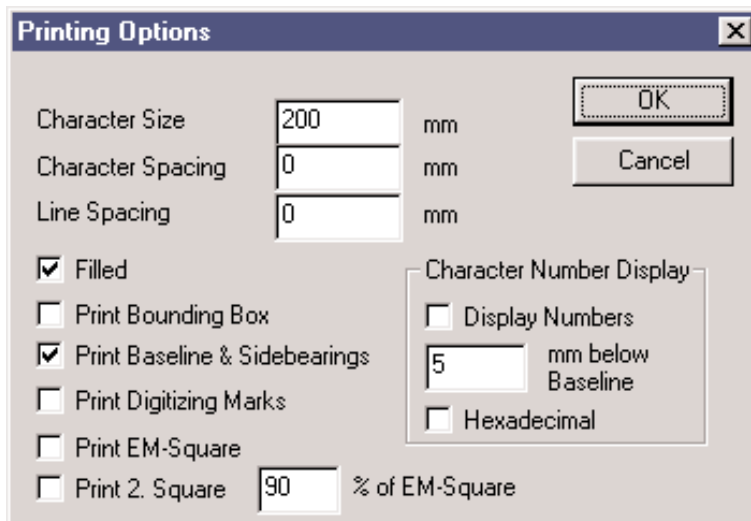 Printing Options
Character Size 200 mm
Character Spacing 0 mm
Line Spacing 0 mm
OK
Cancel
Filled
Print Bounding Box
Print Baseline & Sidebearings
Print Digitizing Marks
Print EM-Square
Print 2. Square 90 % of EM-Square
Character Number Display
Display Numbers
5 mm below
Baseline
Hexadecimal